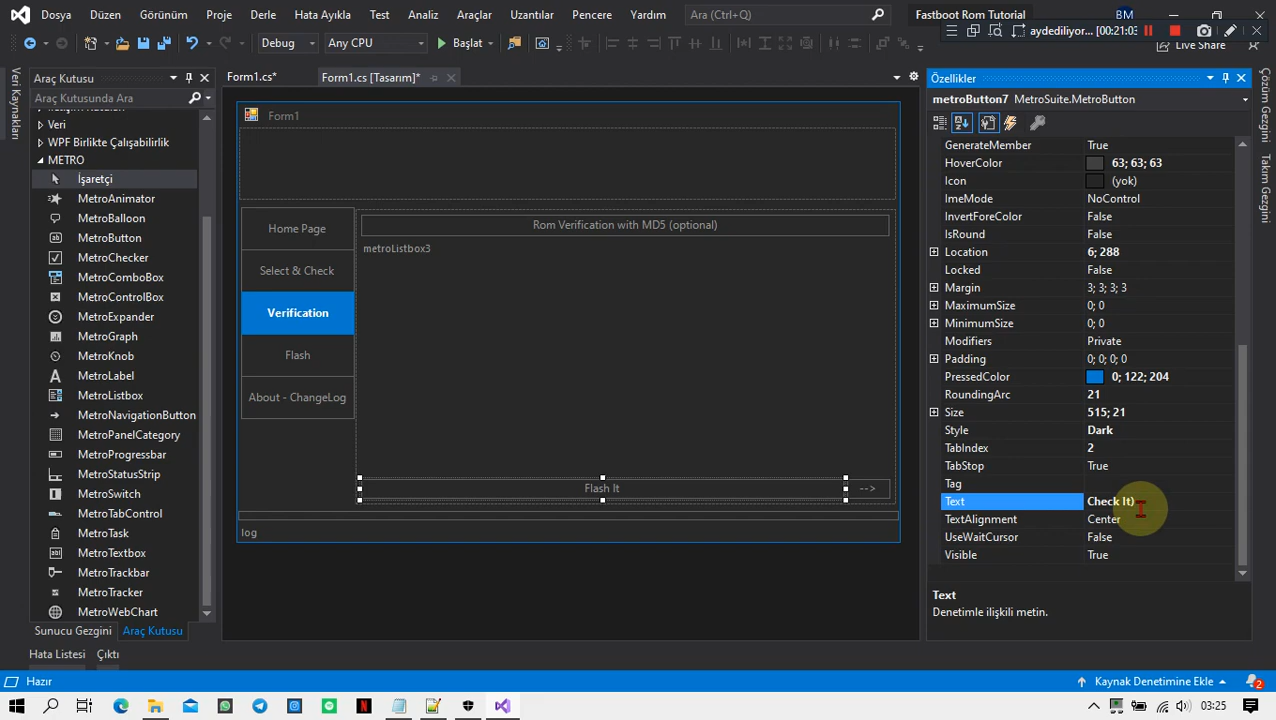 Dosya Düzen Görünüm Proje Derle Hata Ayıkla Test Analiz Araçlar Uzantılar Pencere Yardım Ara (Ctrl+Q) Fastboot Rom Tutorial BM
Debug Any CPU Başlat aydediliyor... [00:21:03
Live Share
Veri Kaynakları
Araç Kutusu
Araç Kutusunda Ara
Veri
WPF Birlikte Çalışabilirlik
METRO
İşaretçi
MetroAnimator
MetroBalloon
MetroButton
MetroChecker
MetroComboBox
MetroControlBox
MetroExpander
MetroGraph
MetroKnob
MetroLabel
MetroListbox
MetroNavigationButton
MetroPanelCategory
MetroProgressbar
MetroStatusStrip
MetroSwitch
MetroTabControl
MetroTask
MetroTextbox
MetroTrackbar
MetroTracker
MetroWebChart
Sunucu Gezgini Araç Kutusu
Hata Listesi Çıktı
Form1.cs* Form1.cs [Tasarım]*
Form1
Home Page
Select & Check
Verification
Flash
About - ChangeLog
Rom Verification with MD5 (optional)
metroListbox3
Flash It -->
log
Özellikler
metroButton7 MetroSuite.MetroButton
GenerateMember True
HoverColor 63; 63; 63
Icon (yok)
ImeMode NoControl
InvertForeColor False
IsRound False
Location 6; 288
Locked False
Margin 3; 3; 3; 3
MaximumSize 0; 0
MinimumSize 0; 0
Modifiers Private
Padding 0; 0; 0; 0
PressedColor 0; 122; 204
RoundingArc 21
Size 515; 21
Style Dark
TabIndex 2
TabStop True
Tag
Text Check It)
TextAlignment Center
UseWaitCursor False
Visible True
Text
Denetimle ilişkili metin.
Çözüm Gezgini
Takım Gezgini
Hazır Kaynak Denetimine Ekle 2
03:25